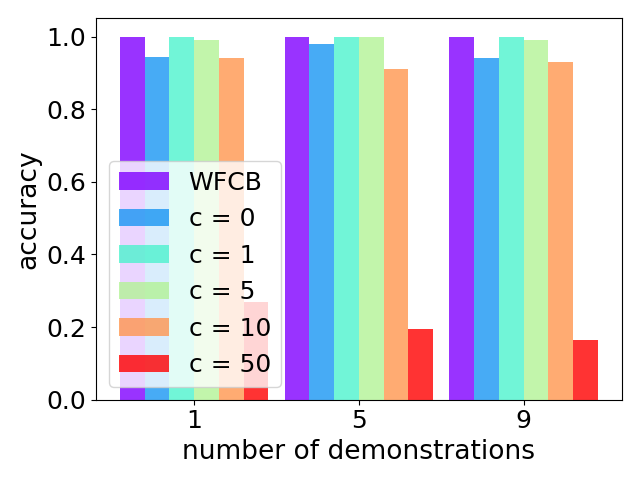 1.0
0.8
0.6
0.4
0.2
0.0
accuracy
WFCB
c = 0
c = 1
c = 5
c = 10
c = 50
1 5 9
number of demonstrations